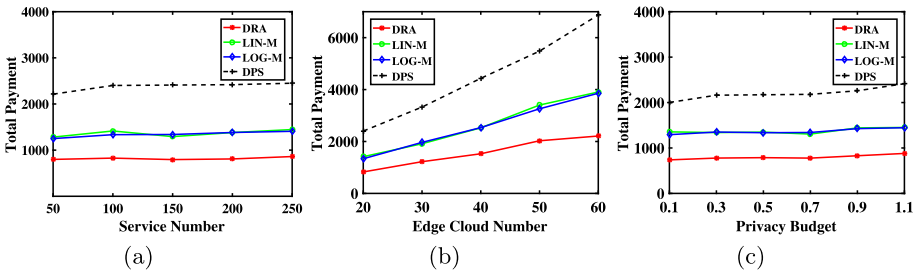 4000
3000
2000
1000
Total Payment
DRA
LIN-M
LOG-M
DPS
50 100 150 200 250
Service Number
(a)
6000
4000
2000
0
Total Payment
DRA
LIN-M
LOG-M
DPS
20 30 40 50 60
Edge Cloud Number
(b)
4000
3000
2000
1000
0
Total Payment
DRA
LIN-M
LOG-M
DPS
0.1 0.3 0.5 0.7 0.9 1.1
Privacy Budget
(c)